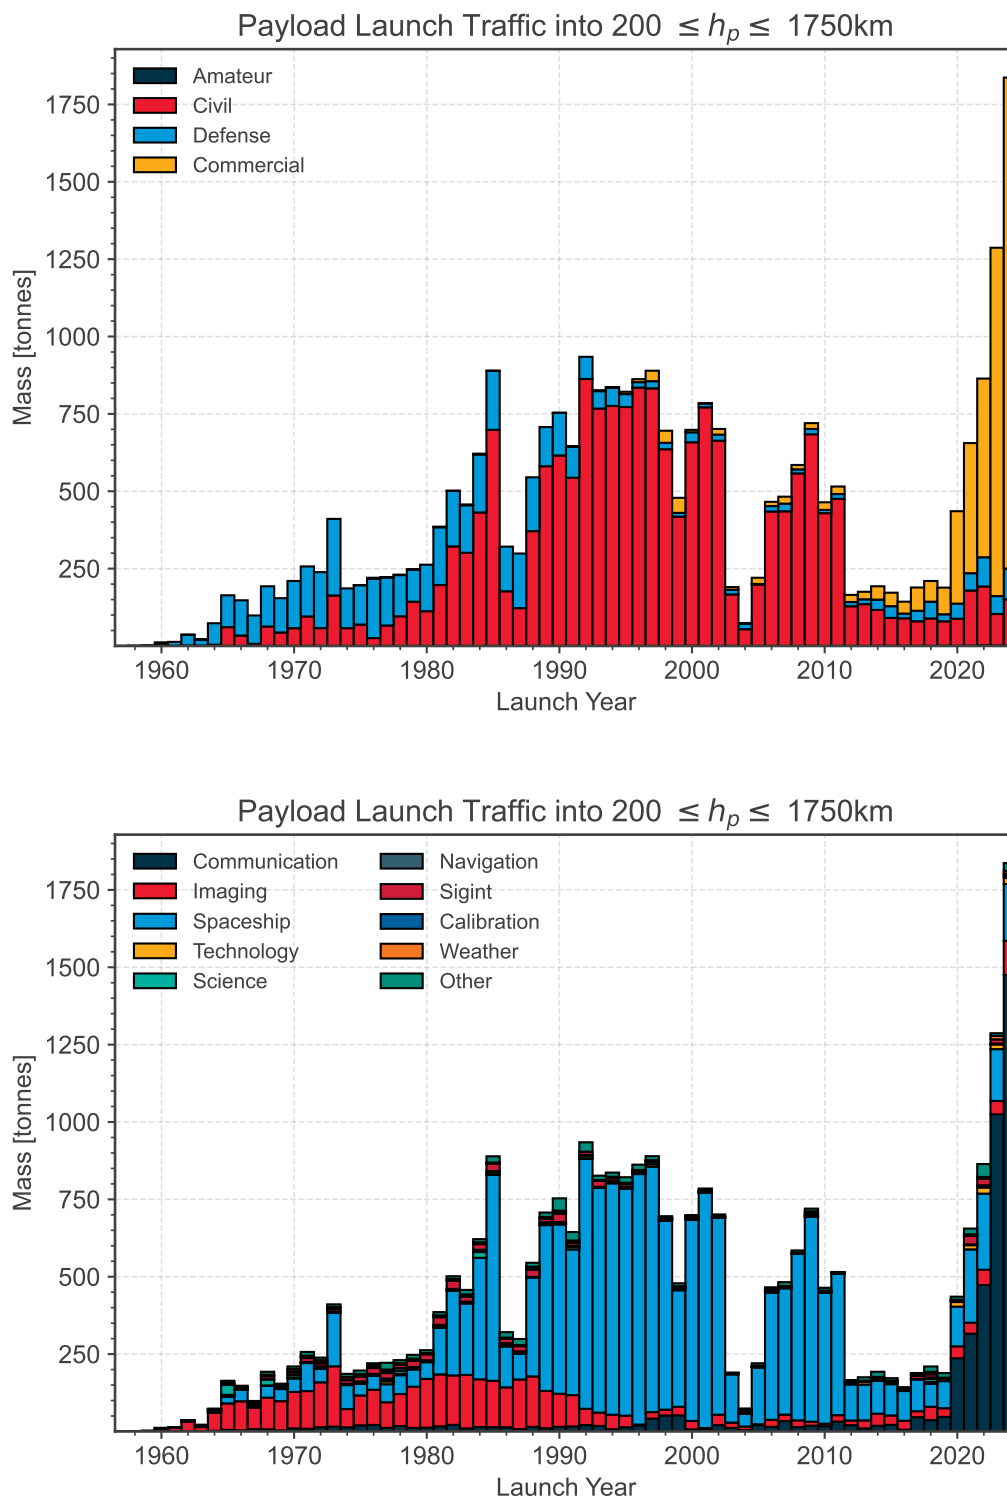 Payload Launch Traffic into 200 ≤ hₚ ≤ 1750km
Amateur
Civil
Defense
Commercial
1750
1500
1250
1000
750
500
250
Mass [tonnes]
1960 1970 1980 1990 2000 2010 2020
Launch Year
Payload Launch Traffic into 200 ≤ hₚ ≤ 1750km
Communication Navigation
Imaging Sigint
Spaceship Calibration
Technology Weather
Science Other
1750
1500
1250
1000
750
500
250
Mass [tonnes]
1960 1970 1980 1990 2000 2010 2020
Launch Year